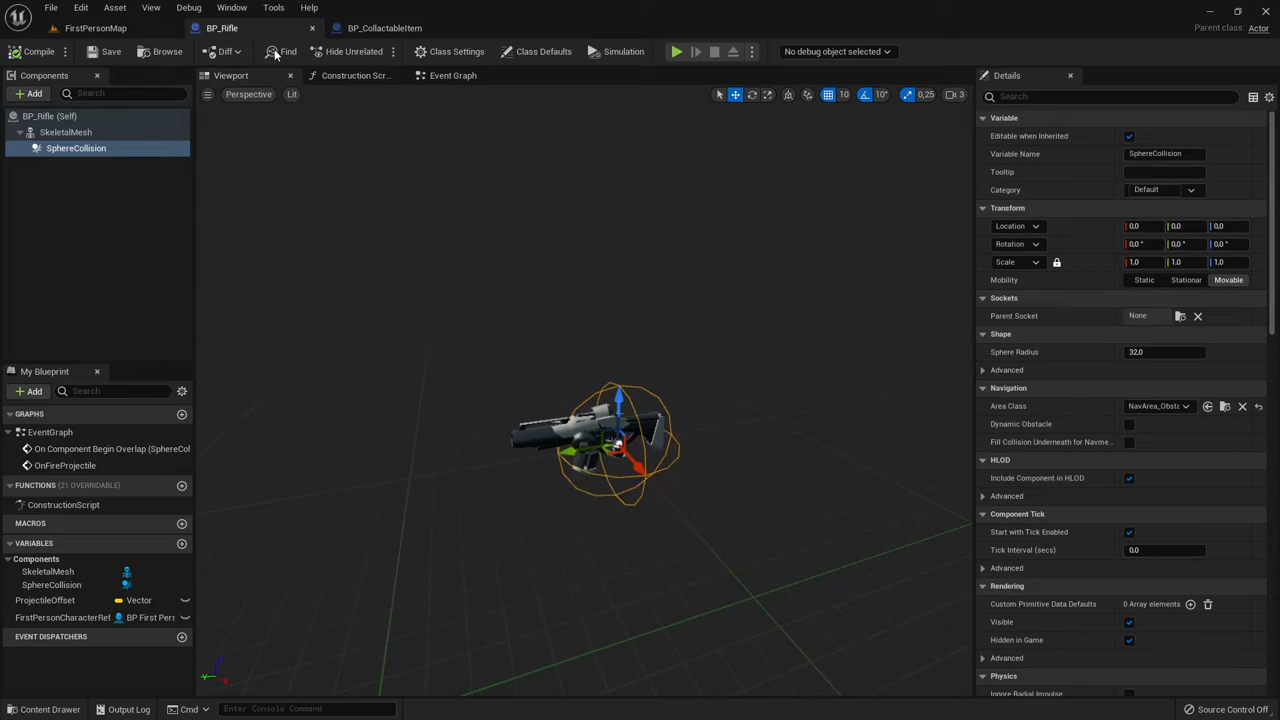 File Edit Asset View Debug Window Tools Help
FirstPersonMap BP_Rifle BP_CollactableItem Parent class: Actor
Compile Save Browse Diff Find Hide Unrelated Class Settings Class Defaults Simulation No debug object selected
Components
Add Search
BP_Rifle (Self)
SkeletalMesh
SphereCollision
My Blueprint
Add Search
GRAPHS
EventGraph
On Component Begin Overlap (SphereCol
OnFireProjectile
FUNCTIONS (21 OVERRIDABLE)
ConstructionScript
MACROS
VARIABLES
Components
SkeletalMesh
SphereCollision
ProjectileOffset Vector
FirstPersonCharacterRef BP First Pers
EVENT DISPATCHERS
Viewport Construction Scr... Event Graph
Perspective Lit 10 10° 0,25 3
Details
Search
Variable
Editable when Inherited
Variable Name SphereCollision
Tooltip
Category Default
Transform
Location 0,0 0,0 0,0
Rotation 0,0 ° 0,0 ° 0,0 °
Scale 1,0 1,0 1,0
Mobility Static Stationar Movable
Sockets
Parent Socket None
Shape
Sphere Radius 32,0
Advanced
Navigation
Area Class NavArea_Obsta
Dynamic Obstacle
Fill Collision Underneath for Navme...
HLOD
Include Component in HLOD
Advanced
Component Tick
Start with Tick Enabled
Tick Interval (secs) 0,0
Advanced
Rendering
Custom Primitive Data Defaults 0 Array elements
Visible
Hidden in Game
Advanced
Physics
Ignore Radial Impulse
Content Drawer Output Log Cmd Enter Console Command Source Control Off